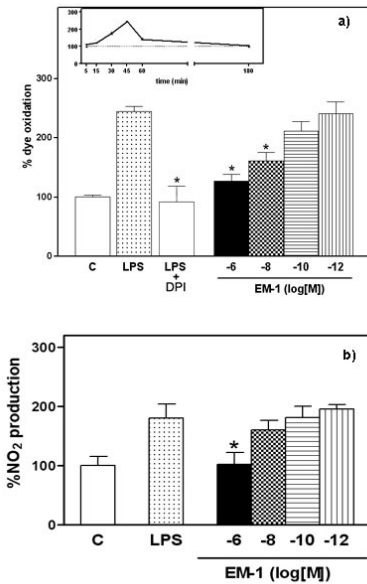 a)
300
200
100
0
5 15 30 45 60 180
time (min)
% dye oxidation
300
200
100
0
*
*
*
C LPS LPS + DPI -6 -8 -10 -12
EM-1 (log[M])
b)
%NO2 production
300
200
100
0
*
C LPS -6 -8 -10 -12
EM-1 (log[M])